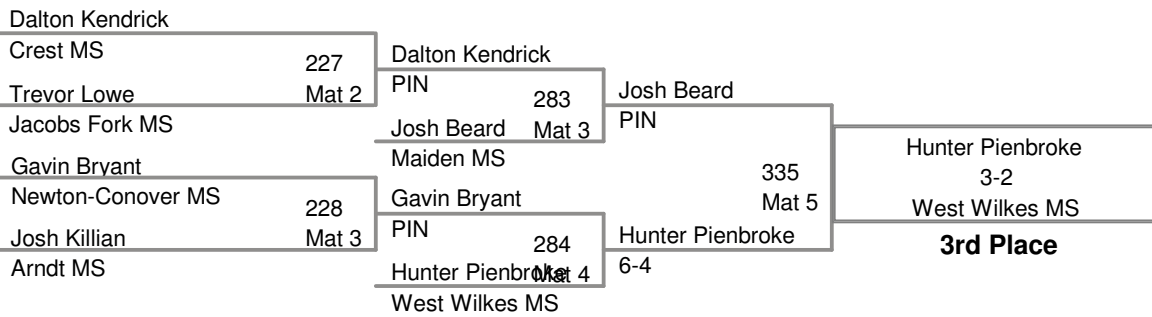 Dalton Kendrick
Crest MS
227
Trevor Lowe
Mat 2
Jacobs Fork MS
Gavin Bryant
Newton-Conover MS
228
Josh Killian
Mat 3
Arndt MS
Dalton Kendrick
PIN
283
Josh Beard
Mat 3
Maiden MS
Gavin Bryant
PIN
284
Hunter Pienbroke
Mat 4
West Wilkes MS
Josh Beard
PIN
335
Mat 5
Hunter Pienbroke
6-4
Hunter Pienbroke
3-2
West Wilkes MS
3rd Place